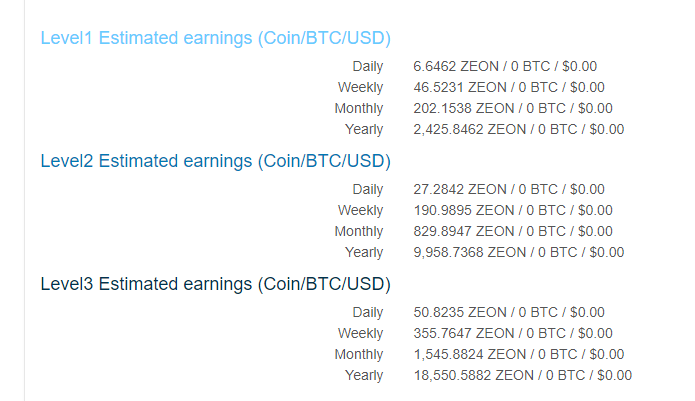 Level1 Estimated earnings (Coin/BTC/USD)
Daily 6.6462 ZEON / 0 BTC / $0.00
Weekly 46.5231 ZEON / 0 BTC / $0.00
Monthly 202.1538 ZEON / 0 BTC / $0.00
Yearly 2,425.8462 ZEON / 0 BTC / $0.00
Level2 Estimated earnings (Coin/BTC/USD)
Daily 27.2842 ZEON / 0 BTC / $0.00
Weekly 190.9895 ZEON / 0 BTC / $0.00
Monthly 829.8947 ZEON / 0 BTC / $0.00
Yearly 9,958.7368 ZEON / 0 BTC / $0.00
Level3 Estimated earnings (Coin/BTC/USD)
Daily 50.8235 ZEON / 0 BTC / $0.00
Weekly 355.7647 ZEON / 0 BTC / $0.00
Monthly 1,545.8824 ZEON / 0 BTC / $0.00
Yearly 18,550.5882 ZEON / 0 BTC / $0.00